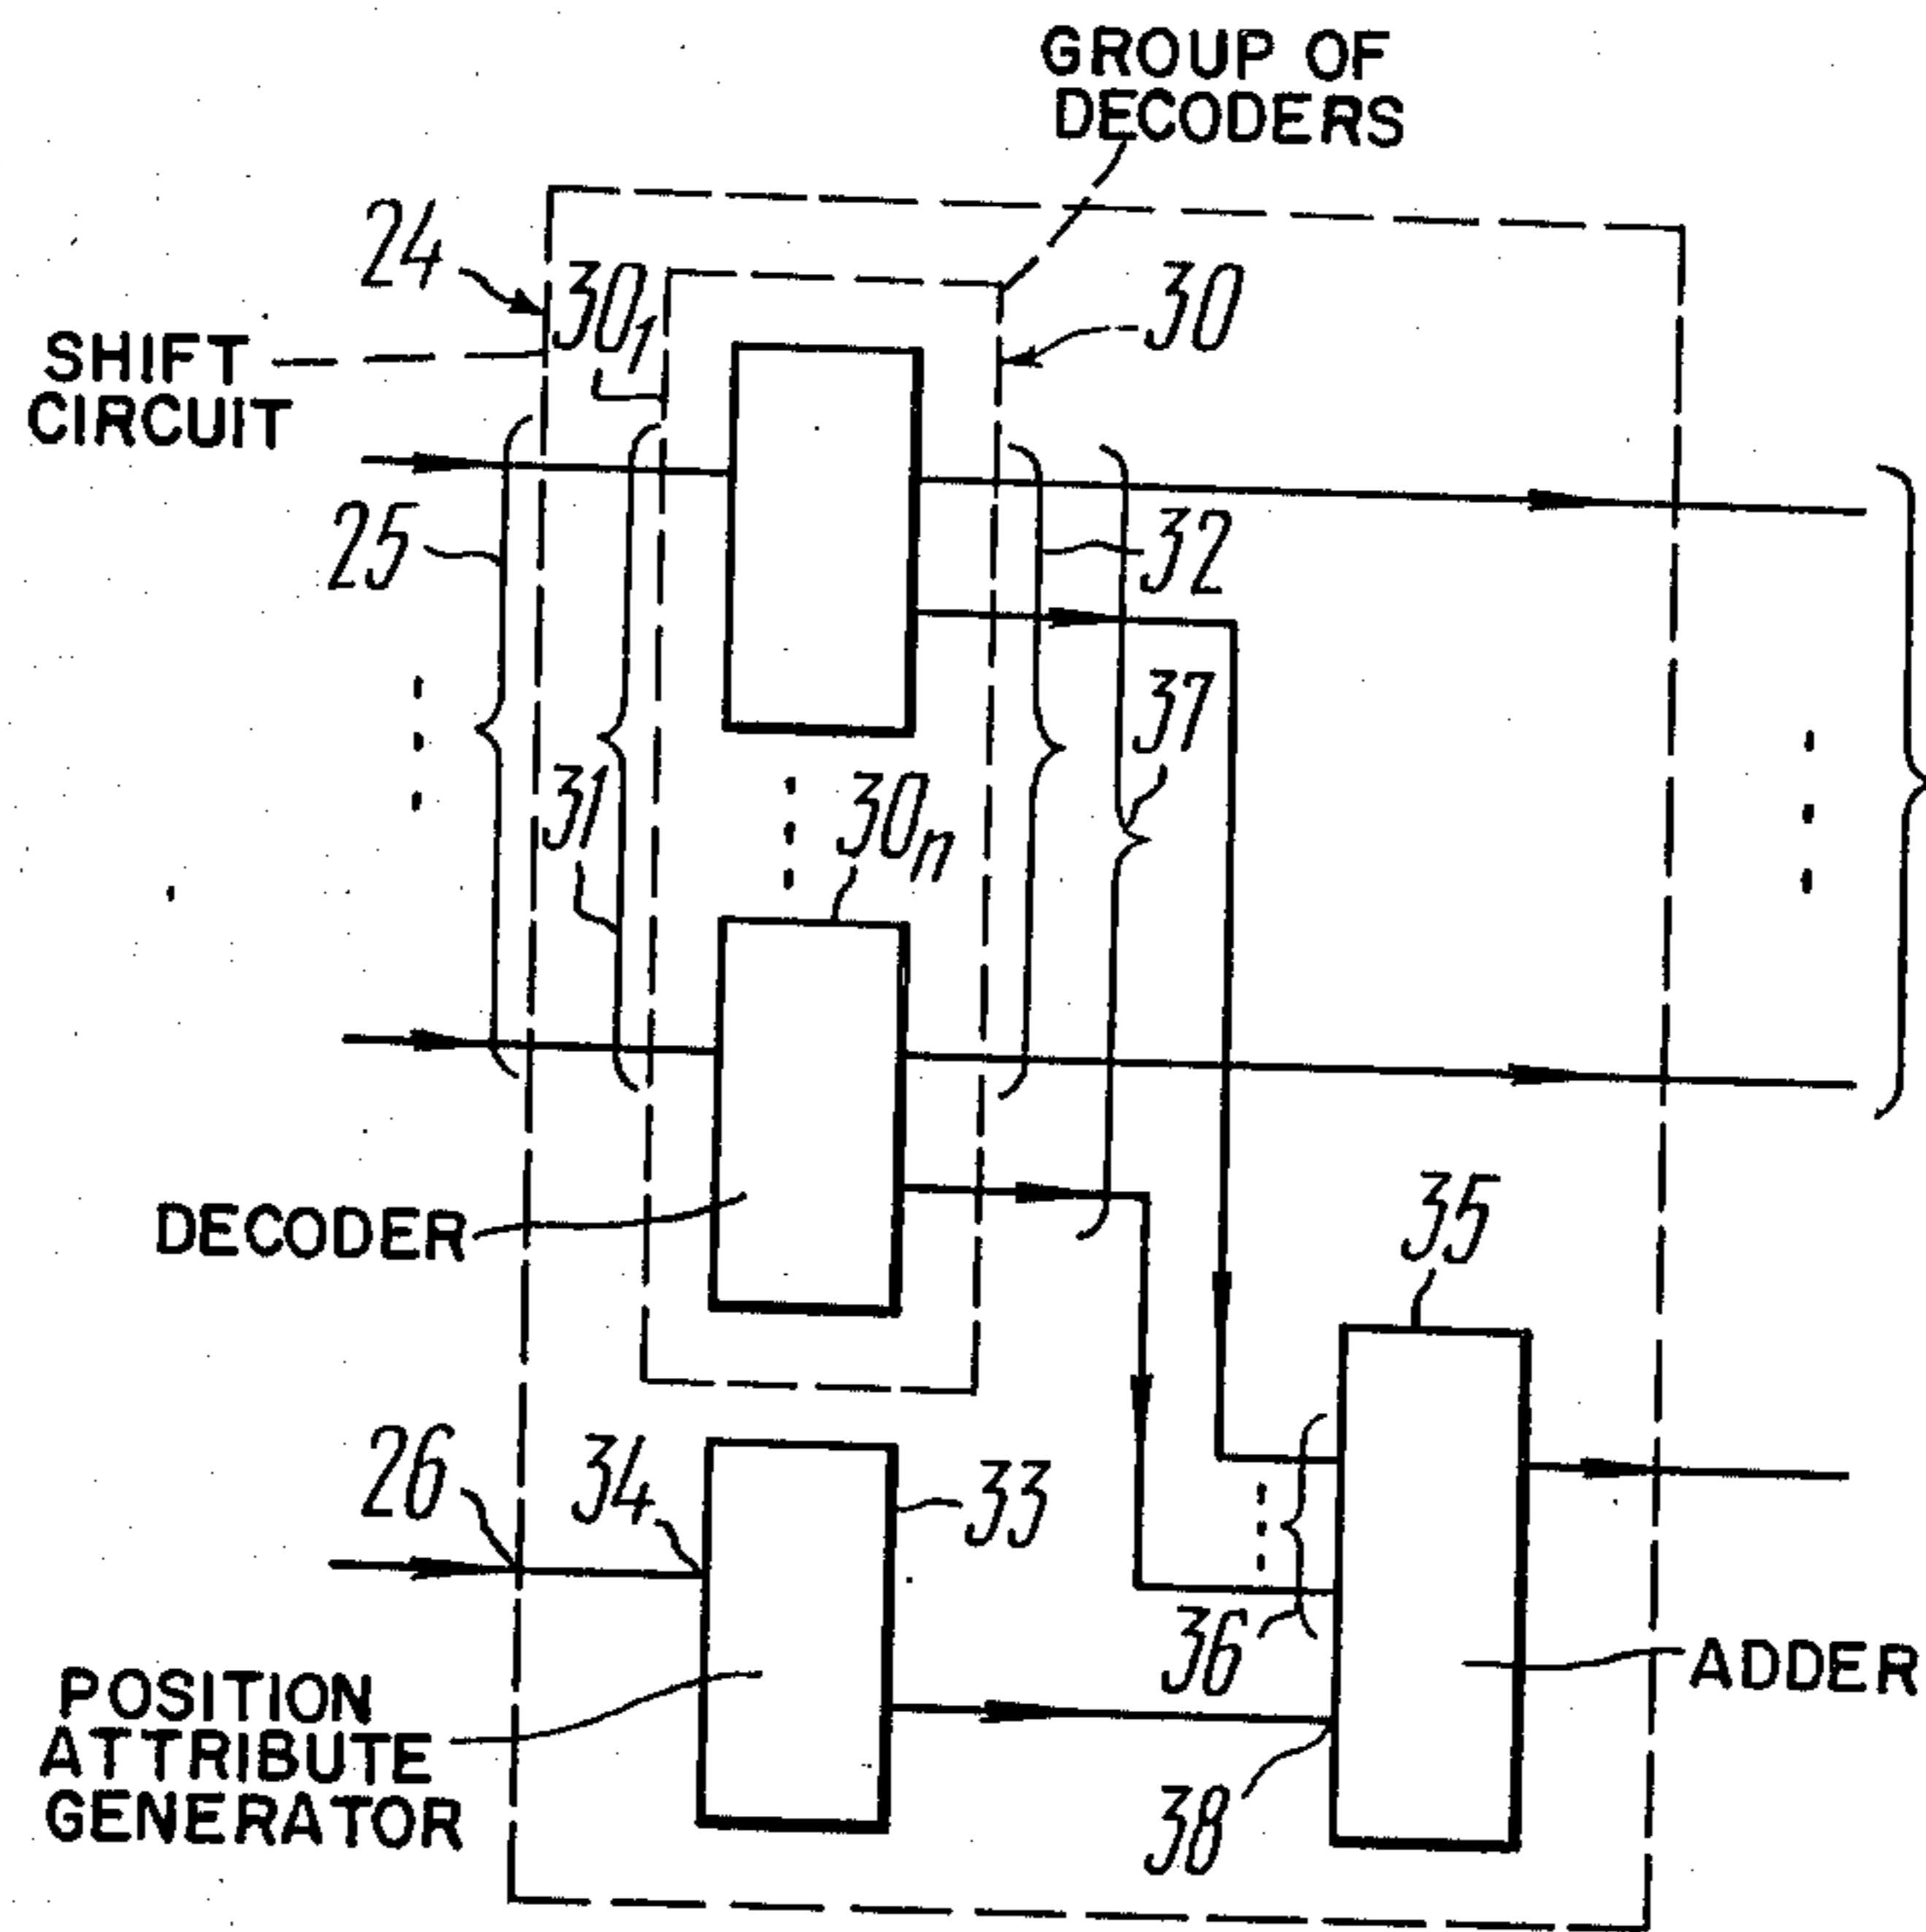 GROUP OF
DECODERS
24
30₁
30
SHIFT
CIRCUIT
25
32
37
31
30n
DECODER
35
26
34
33
36
ADDER
POSITION
ATTRIBUTE
GENERATOR
38